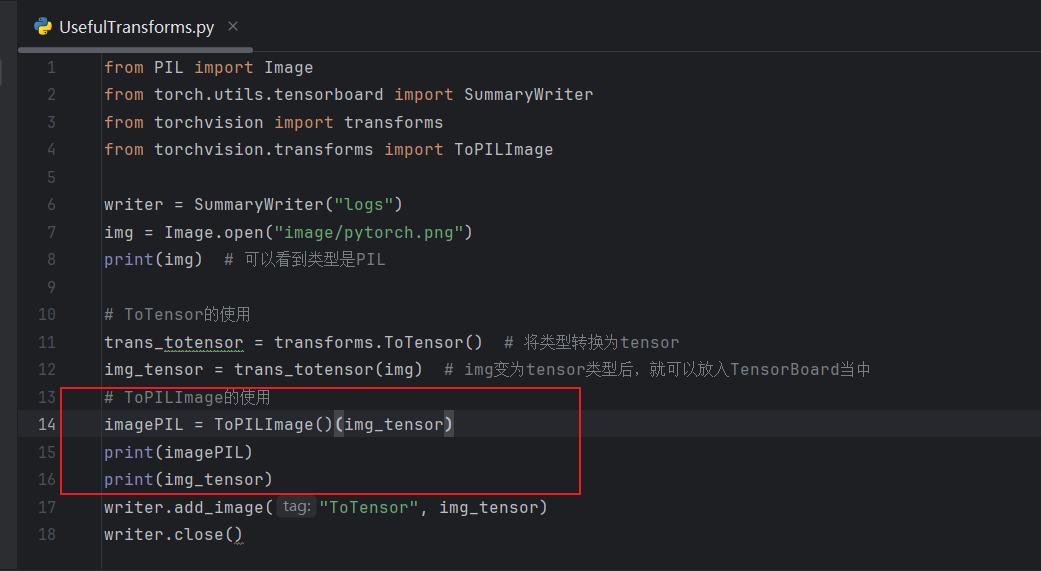 UsefulTransforms.py ×
1 from PIL import Image
2 from torch.utils.tensorboard import SummaryWriter
3 from torchvision import transforms
4 from torchvision.transforms import ToPILImage
5
6 writer = SummaryWriter("logs")
7 img = Image.open("image/pytorch.png")
8 print(img)  # 可以看到类型是PIL
9
10 # ToTensor的使用
11 trans_totensor = transforms.ToTensor()  # 将类型转换为tensor
12 img_tensor = trans_totensor(img)  # img变为tensor类型后，就可以放入TensorBoard当中
13 # ToPILImage的使用
14 imagePIL = ToPILImage()(img_tensor)
15 print(imagePIL)
16 print(img_tensor)
17 writer.add_image( tag: "ToTensor", img_tensor)
18 writer.close()